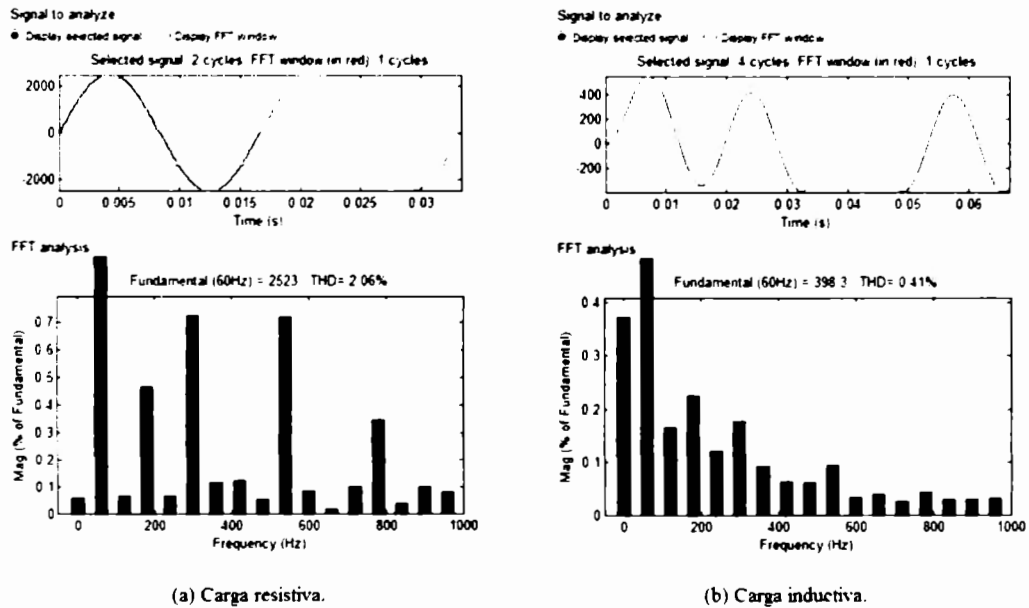 Signal to analyze
Display selected signal Display FFT window
Selected signal: 2 cycles. FFT window (in red): 1 cycles
2000
0
-2000
0 0.005 0.01 0.015 0.02 0.025 0.03
Time (s)
FFT analysis
Fundamental (60Hz) = 2523 THD= 2.06%
0.7
0.6
0.5
0.4
0.3
0.2
0.1
0
Mag (% of Fundamental)
0 200 400 600 800 1000
Frequency (Hz)
(a) Carga resistiva.
Signal to analyze
Display selected signal Display FFT window
Selected signal: 4 cycles. FFT window (in red): 1 cycles
400
200
0
-200
0 0.01 0.02 0.03 0.04 0.05 0.06
Time (s)
FFT analysis
Fundamental (60Hz) = 398.3 THD= 0.41%
0.4
0.3
0.2
0.1
0
Mag (% of Fundamental)
0 200 400 600 800 1000
Frequency (Hz)
(b) Carga inductiva.